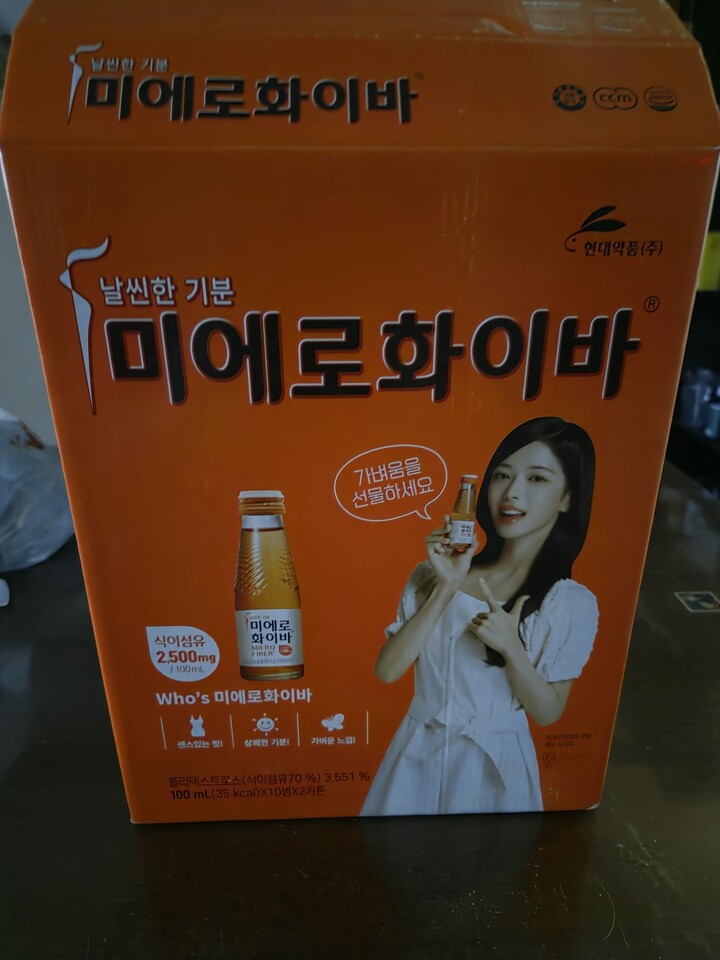 날씬한 기분
미에로화이바
ccm
현대약품(주)
날씬한 기분
미에로화이바®
가벼움을
선물하세요
미에로
화이바
MIERO
FIBER
식이섬유
2,500mg
/ 100mL
Who's 미에로화이바
센스있는 핏!
상쾌한 기분!
가벼운 느낌!
폴리덱스트로스(식이섬유70 %) 3.551 %
100 mL(35 kcal)X10병X2카톤